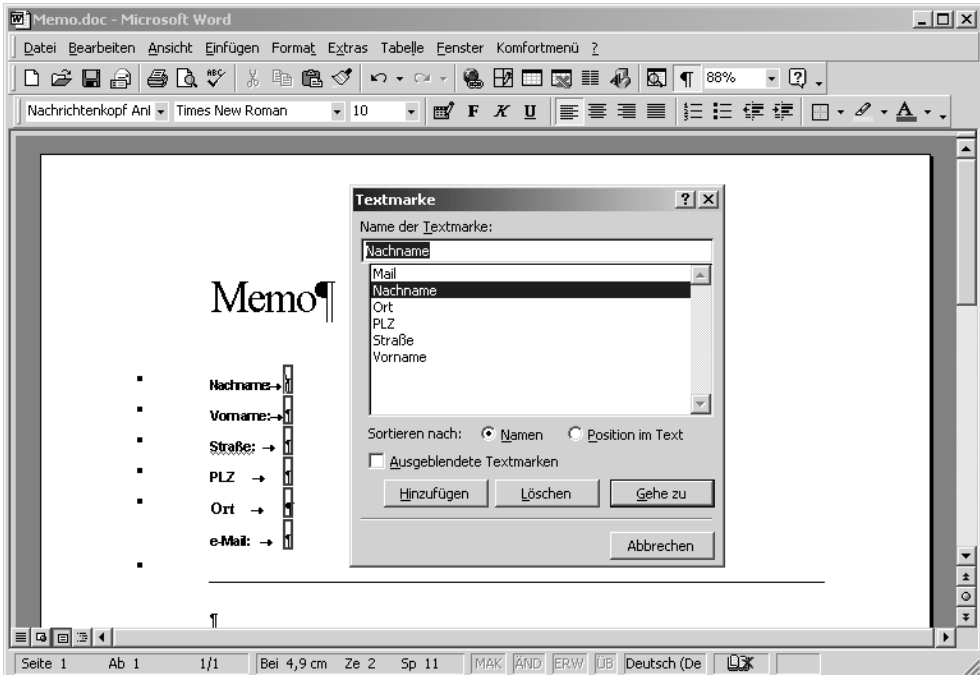 Memo.doc - Microsoft Word
Datei Bearbeiten Ansicht Einfügen Format Extras Tabelle Fenster Komfortmenü ?
ABC ¶ 88%
Nachrichtenkopf Anl Times New Roman 10 F K U A
Textmarke
Name der Textmarke:
Nachname
Mail
Nachname
Ort
PLZ
Straße
Vorname
Sortieren nach: Namen Position im Text
Ausgeblendete Textmarken
Hinzufügen Löschen Gehe zu
Abbrechen
Memo¶
Nachname→
Vorname:→¶
Straße: →¶
PLZ →¶
Ort →¶
e-Mail: →¶
¶
Seite 1 Ab 1 1/1 Bei 4,9 cm Ze 2 Sp 11 MAK ÄND ERW ÜB Deutsch (De